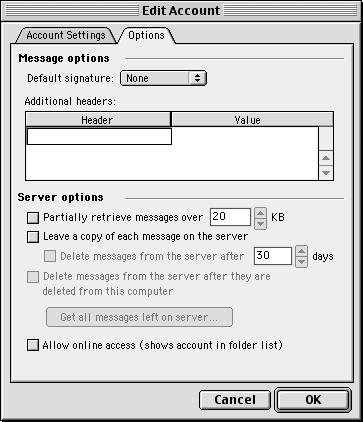 Edit Account
Account Settings Options
Message options
Default signature: None
Additional headers:
Header Value
Server options
Partially retrieve messages over 20 KB
Leave a copy of each message on the server
Delete messages from the server after 30 days
Delete messages from the server after they are
deleted from this computer
Get all messages left on server...
Allow online access (shows account in folder list)
Cancel OK